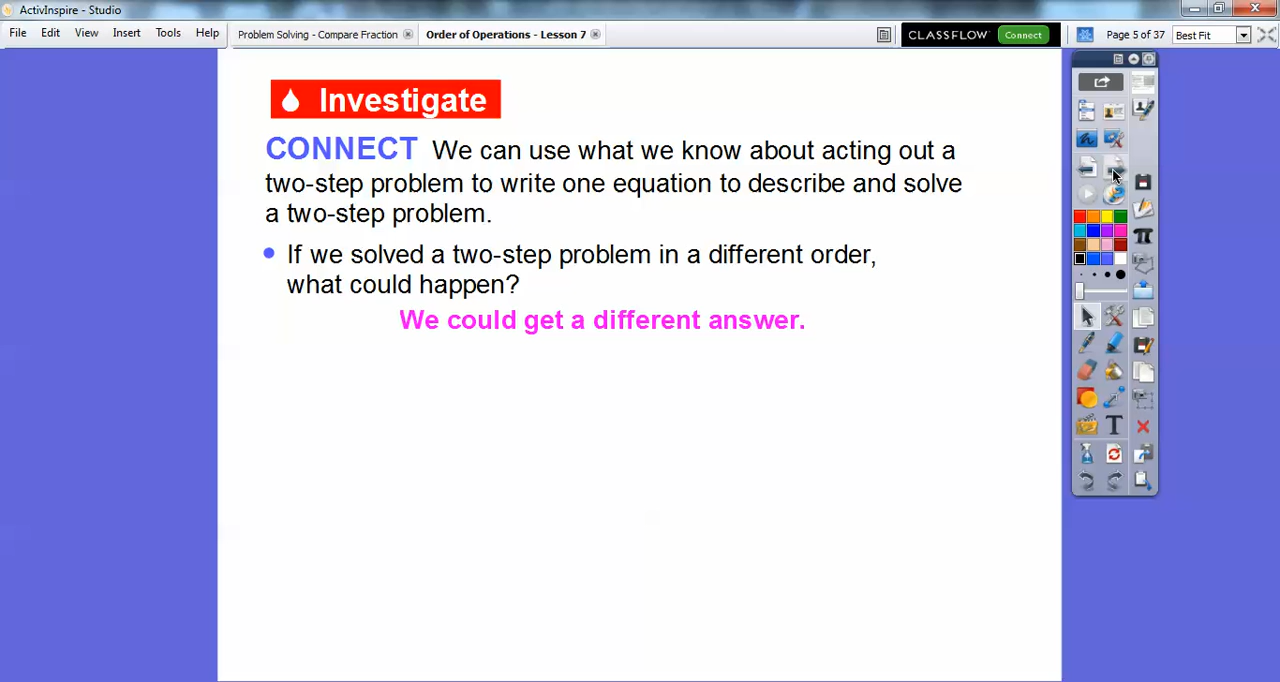 ActivInspire - Studio
File Edit View Insert Tools Help
Problem Solving - Compare Fraction
Order of Operations - Lesson 7
CLASSFLOW Connect
Page 5 of 37
Best Fit
Investigate
CONNECT We can use what we know about acting out a
two-step problem to write one equation to describe and solve
a two-step problem.
If we solved a two-step problem in a different order,
what could happen?
We could get a different answer.